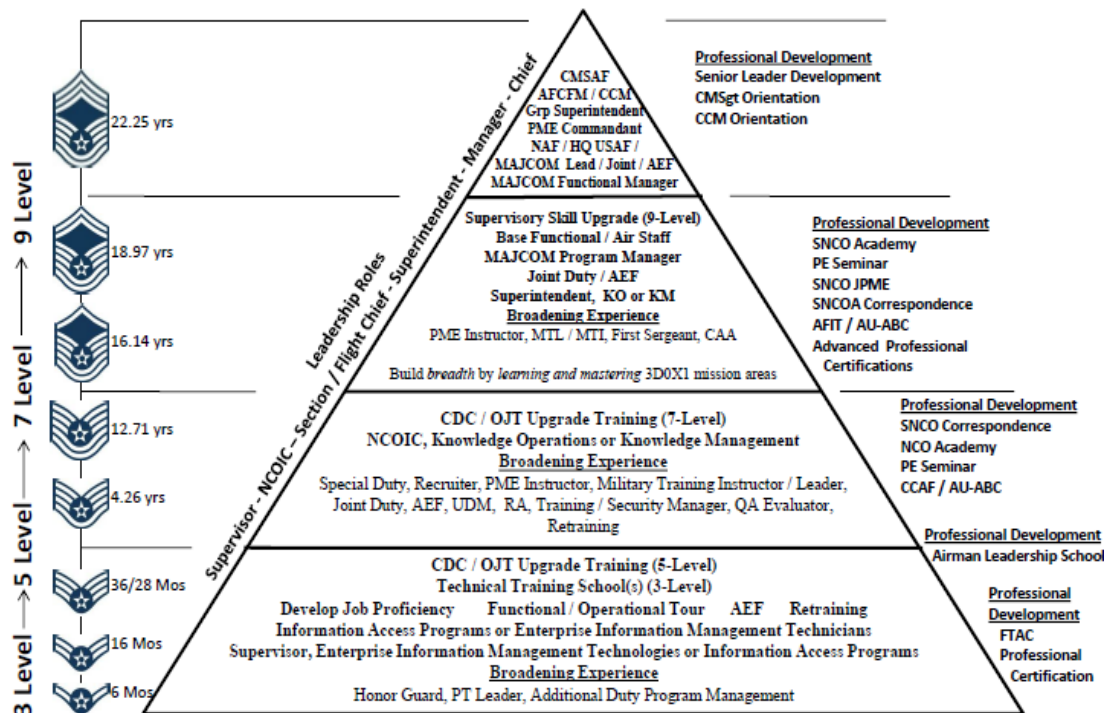 Professional Development
Senior Leader Development
CMSgt Orientation
CCM Orientation
CMSAF
AFCFM / CCM
Grp Superintendent
PME Commandant
NAF / HQ USAF /
MAJCOM Lead / Joint / AEF
MAJCOM Functional Manager
22.25 yrs
Supervisory Skill Upgrade (9-Level)
Base Functional / Air Staff
MAJCOM Program Manager
Joint Duty / AEF
Superintendent, KO or KM
Broadening Experience
PME Instructor, MTL / MTI, First Sergeant, CAA
Build breadth by learning and mastering 3D0X1 mission areas
Professional Development
SNCO Academy
PE Seminar
SNCO JPME
SNCOA Correspondence
AFIT / AU-ABC
Advanced Professional
Certifications
18.97 yrs
16.14 yrs
CDC / OJT Upgrade Training (7-Level)
NCOIC, Knowledge Operations or Knowledge Management
Broadening Experience
Special Duty, Recruiter, PME Instructor, Military Training Instructor / Leader,
Joint Duty, AEF, UDM, RA, Training / Security Manager, QA Evaluator,
Retraining
Professional Development
SNCO Correspondence
NCO Academy
PE Seminar
CCAF / AU-ABC
12.71 yrs
4.26 yrs
Professional Development
Airman Leadership School
CDC / OJT Upgrade Training (5-Level)
Technical Training School(s) (3-Level)
Develop Job Proficiency Functional / Operational Tour AEF Retraining
Information Access Programs or Enterprise Information Management Technicians
Supervisor, Enterprise Information Management Technologies or Information Access Programs
Broadening Experience
Honor Guard, PT Leader, Additional Duty Program Management
Professional
Development
FTAC
Professional
Certification
36/28 Mos
16 Mos
6 Mos
3 Level → 5 Level → 7 Level → 9 Level
Leadership Roles
Supervisor - NCOIC – Section / Flight Chief - Superintendent - Manager - Chief